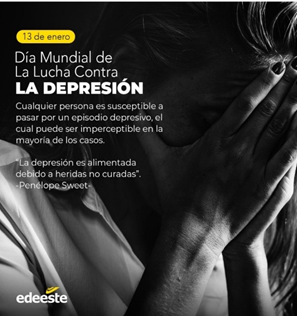 13 de enero
Día Mundial de
La Lucha Contra
LA DEPRESIÓN
Cualquier persona es susceptible a
pasar por un episodio depresivo, el
cual puede ser imperceptible en la
mayoría de los casos.
"La depresión es alimentada
debido a heridas no curadas".
-Penélope Sweet-
edeeste